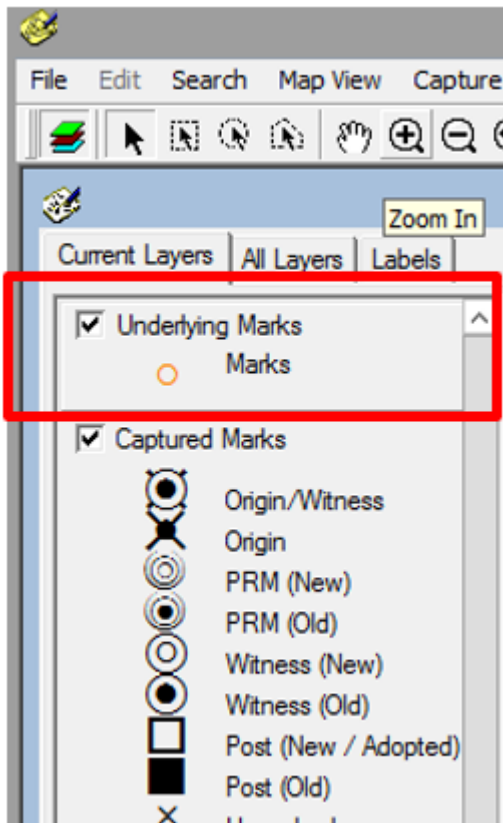 File Edit Search Map View Capture
Zoom In
Current Layers All Layers Labels
Underlying Marks
Marks
Captured Marks
Origin/Witness
Origin
PRM (New)
PRM (Old)
Witness (New)
Witness (Old)
Post (New / Adopted)
Post (Old)